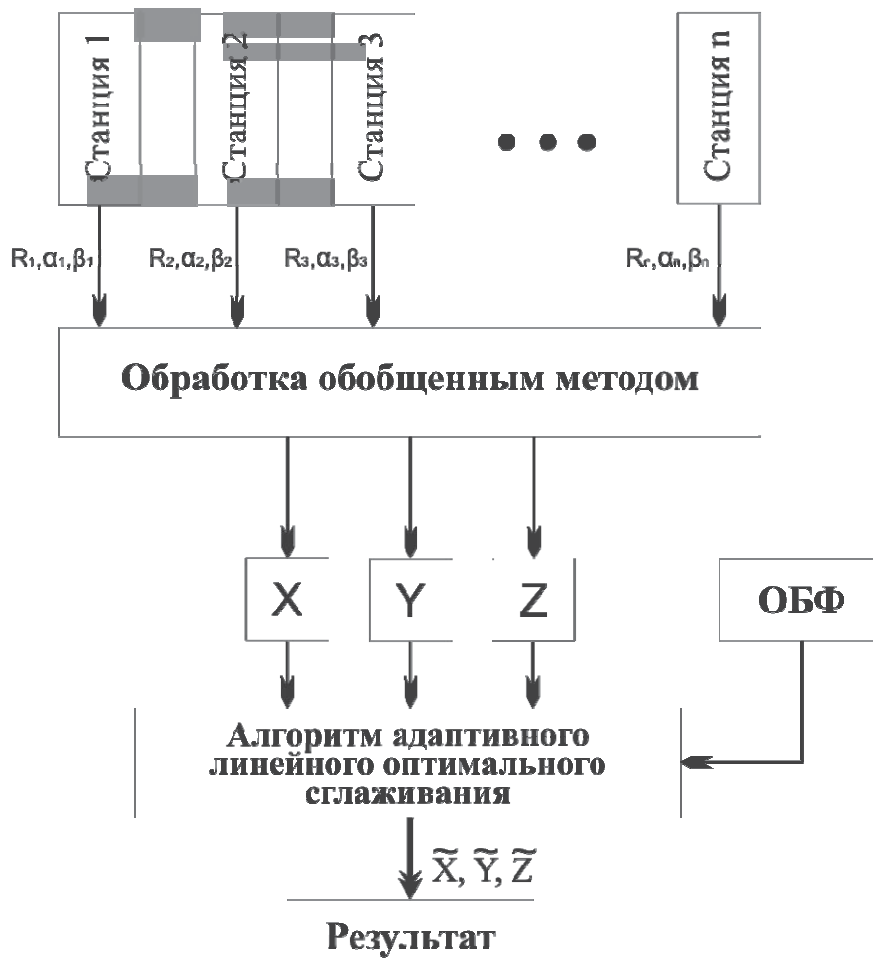 Станция 1
Станция 2
Станция 3
Станция n
R₁,α₁,β₁
R₂,α₂,β₂
R₃,α₃,β₃
Rᵣ,αₙ,βₙ
Обработка обобщенным методом
X
Y
Z
ОБФ
Алгоритм адаптивного
линейного оптимального
сглаживания
X̃, Ỹ, Z̃
Результат